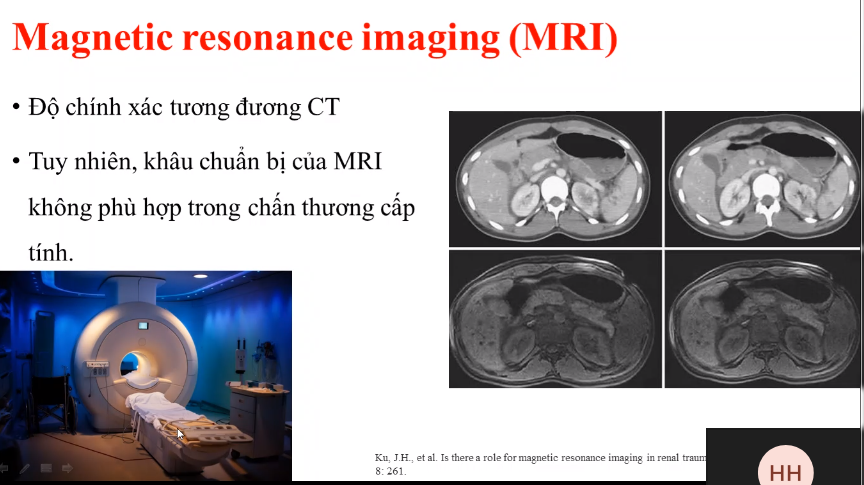 Magnetic resonance imaging (MRI)
• Độ chính xác tương đương CT
• Tuy nhiên, khâu chuẩn bị của MRI
không phù hợp trong chấn thương cấp
tính.
Ku, J.H., et al. Is there a role for magnetic resonance imaging in renal
8: 261.
HH